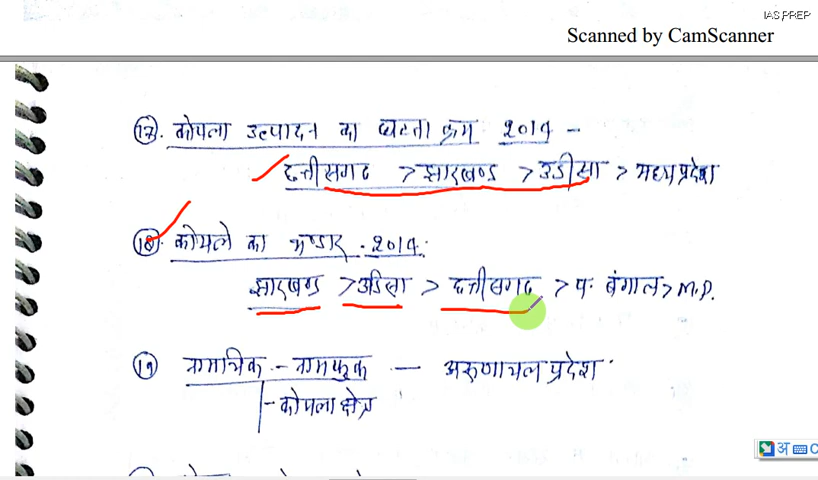 IAS PREP
Scanned by CamScanner
(17). कोयला उत्पादन का घटता क्रम 2014 -
छत्तीसगढ > झारखण्ड > उडीसा > मध्य प्रदेश
(18). कोयले का भण्डार . 2014.
झारखण्ड > उडिसा > छत्तीसगढ > प. बंगाल > M.P.
(19) नामचिक - नामफुक — अरुणाचल प्रदेश.
- कोयला क्षेत्र
अ